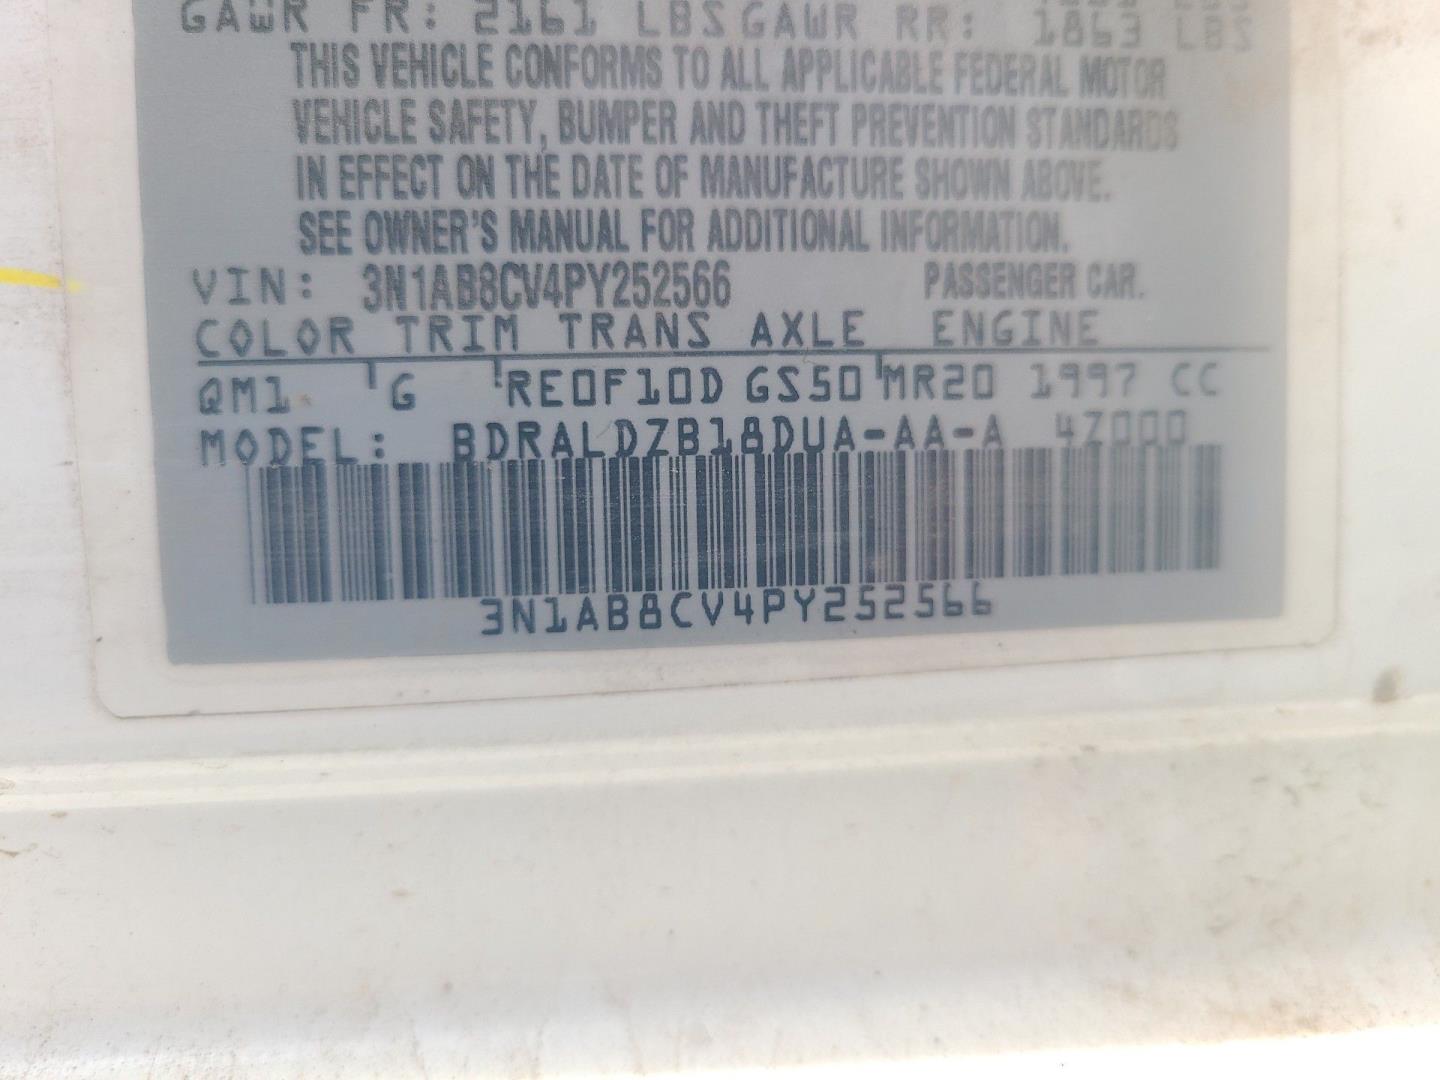 GAWR FR: 2161 LBS GAWR RR: 1863 LBS
THIS VEHICLE CONFORMS TO ALL APPLICABLE FEDERAL MOTOR
VEHICLE SAFETY, BUMPER AND THEFT PREVENTION STANDARDS
IN EFFECT ON THE DATE OF MANUFACTURE SHOWN ABOVE.
SEE OWNER'S MANUAL FOR ADDITIONAL INFORMATION.
VIN: 3N1AB8CV4PY252566 PASSENGER CAR.
COLOR TRIM TRANS AXLE ENGINE
QM1 G RE0F10D GS50 MR20 1997 CC
MODEL: BDRALDZB18DUA-AA-A 4Z000
3N1AB8CV4PY252566